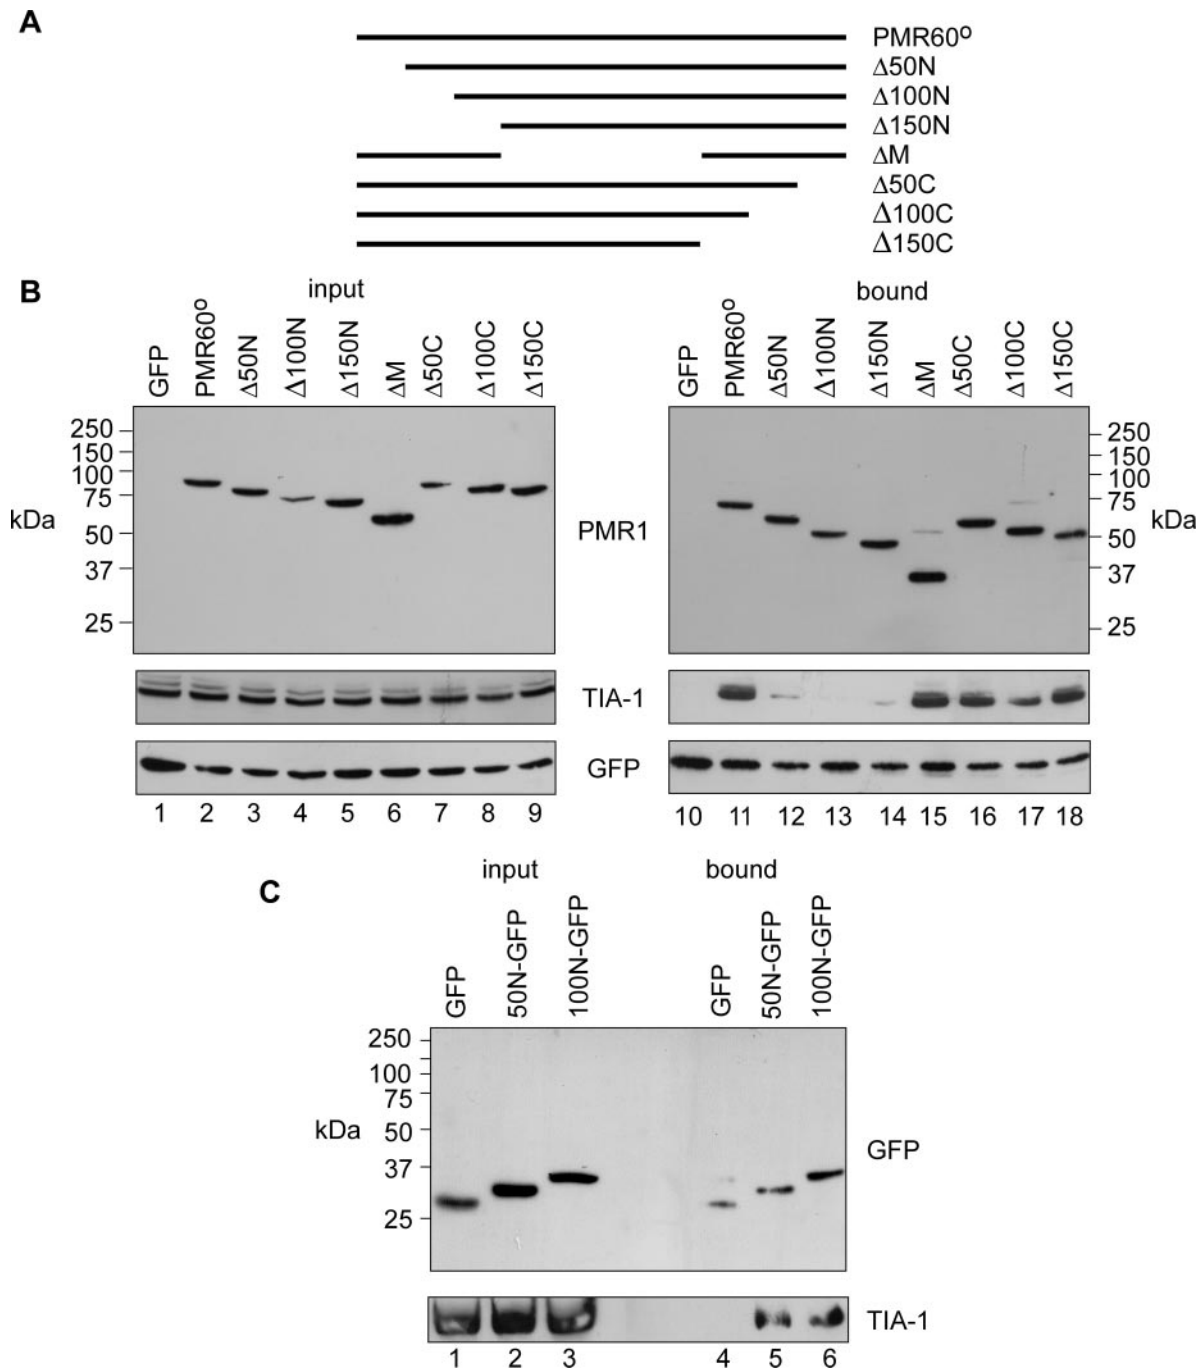 A
PMR60º
Δ50N
Δ100N
Δ150N
ΔM
Δ50C
Δ100C
Δ150C
B
input
bound
GFP
PMR60º
Δ50N
Δ100N
Δ150N
ΔM
Δ50C
Δ100C
Δ150C
GFP
PMR60º
Δ50N
Δ100N
Δ150N
ΔM
Δ50C
Δ100C
Δ150C
250
150
100
75
50
37
25
kDa
PMR1
250
150
100
75
50
37
25
kDa
TIA-1
GFP
1 2 3 4 5 6 7 8 9
10 11 12 13 14 15 16 17 18
C
input
bound
GFP
50N-GFP
100N-GFP
GFP
50N-GFP
100N-GFP
250
100
75
50
37
25
kDa
GFP
TIA-1
1 2 3 4 5 6